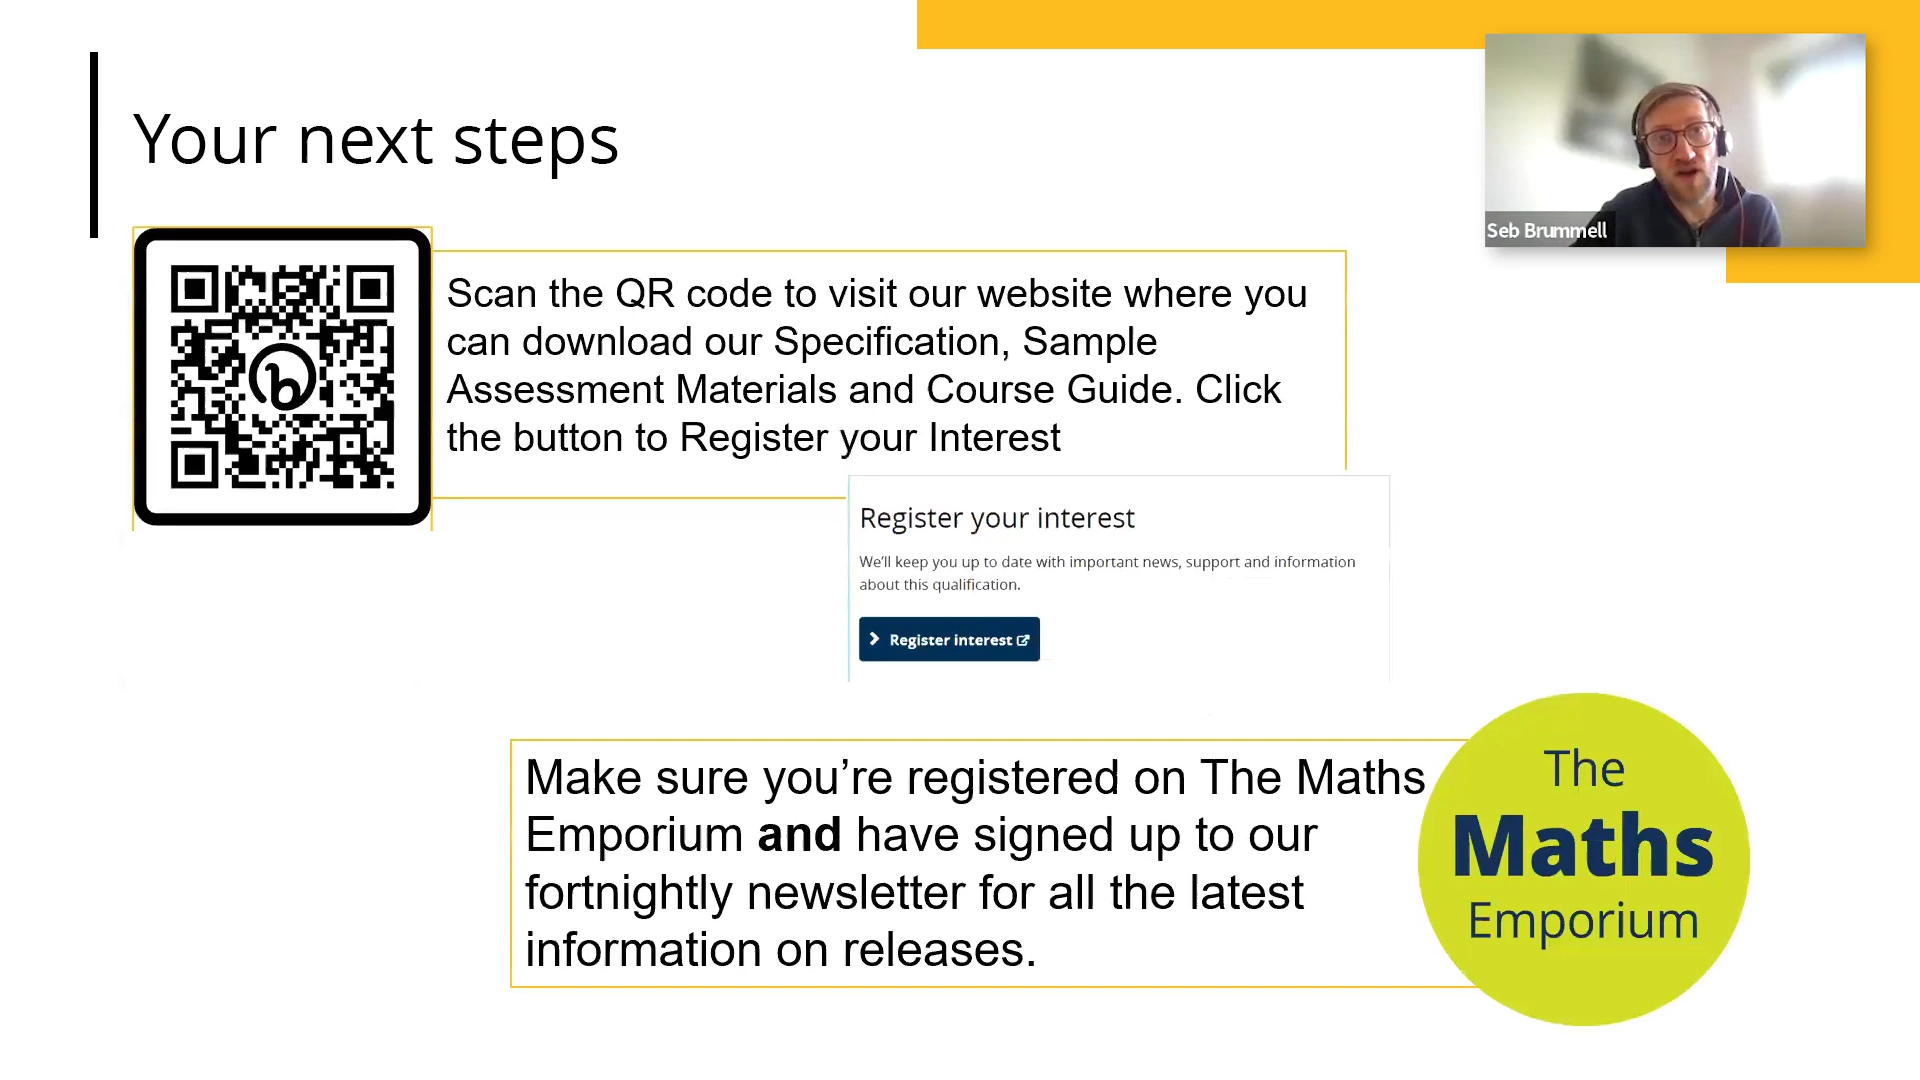 Your next steps
Seb Brummell
Scan the QR code to visit our website where you
can download our Specification, Sample
Assessment Materials and Course Guide. Click
the button to Register your Interest
Register your interest
We'll keep you up to date with important news, support and information
about this qualification.
Register interest
Make sure you’re registered on The Maths
Emporium and have signed up to our
fortnightly newsletter for all the latest
information on releases.
The
Maths
Emporium